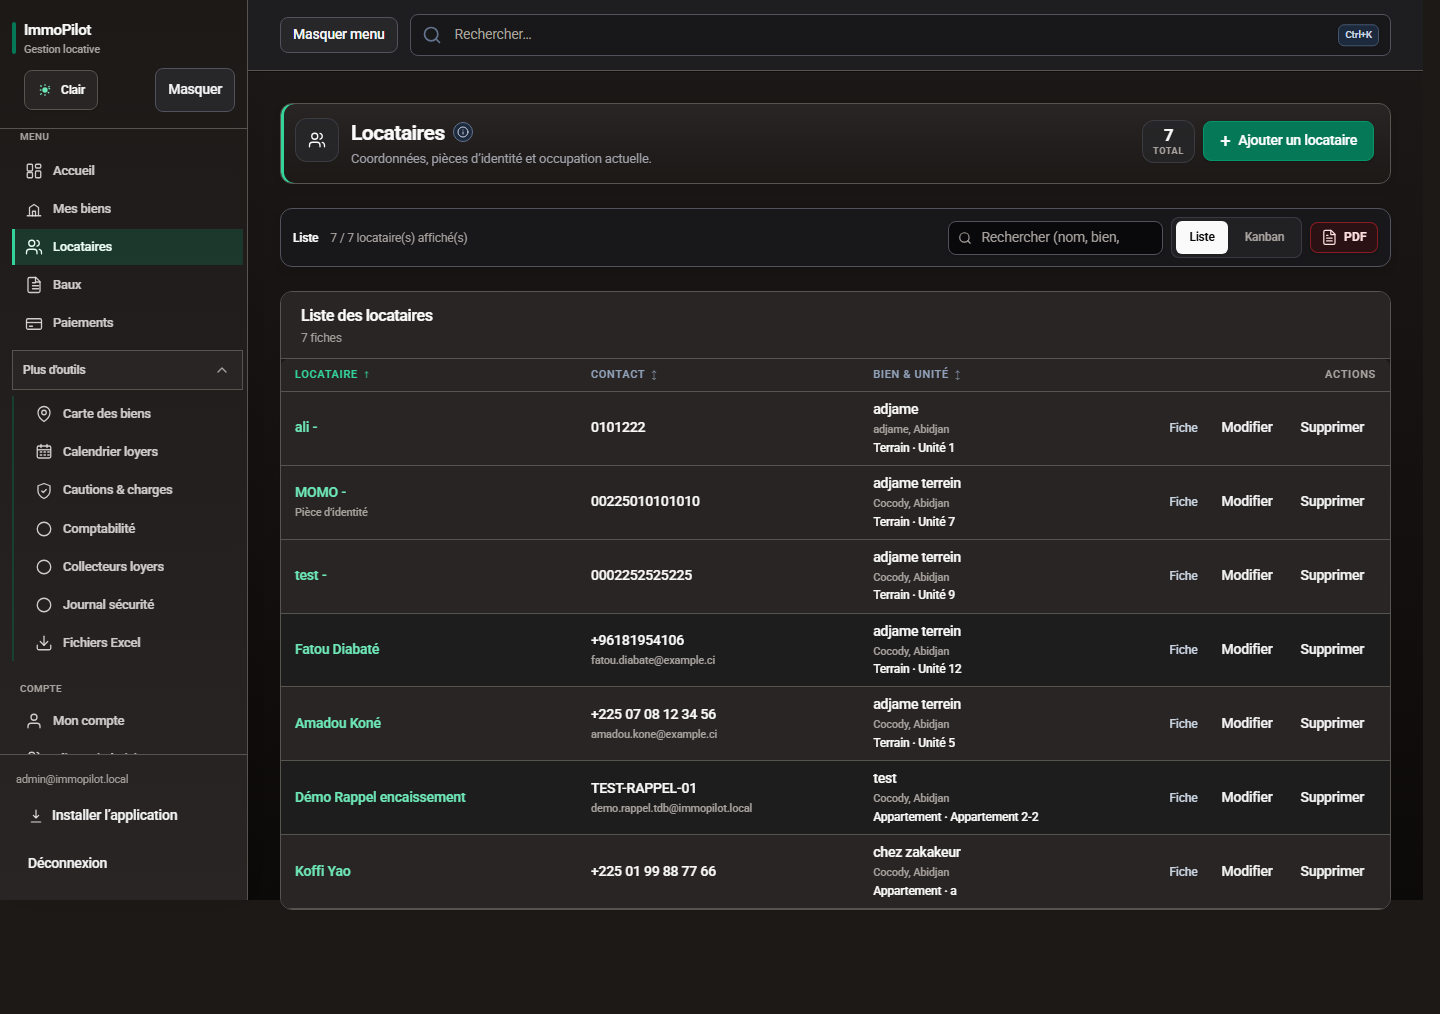 ImmoPilot
Gestion locative
Clair
Masquer
MENU
Accueil
Mes biens
Locataires
Baux
Paiements
Plus d'outils
Carte des biens
Calendrier loyers
Cautions & charges
Comptabilité
Collecteurs loyers
Journal sécurité
Fichiers Excel
COMPTE
Mon compte
admin@immopilot.local
Installer l’application
Déconnexion
Masquer menu
Rechercher…
Ctrl+K
Locataires
Coordonnées, pièces d’identité et occupation actuelle.
7
TOTAL
+ Ajouter un locataire
Liste 7 / 7 locataire(s) affiché(s)
Rechercher (nom, bien,
Liste
Kanban
PDF
Liste des locataires
7 fiches
LOCATAIRE ↑ CONTACT ↕ BIEN & UNITÉ ↕ ACTIONS
adjame
ali - 0101222 adjame, Abidjan Fiche Modifier Supprimer
Terrain · Unité 1
adjame terrein
MOMO - 00225010101010 Cocody, Abidjan Fiche Modifier Supprimer
Pièce d'identité Terrain · Unité 7
adjame terrein
test - 0002252525225 Cocody, Abidjan Fiche Modifier Supprimer
Terrain · Unité 9
adjame terrein
Fatou Diabaté +96181954106 Cocody, Abidjan Fiche Modifier Supprimer
fatou.diabate@example.ci Terrain · Unité 12
adjame terrein
Amadou Koné +225 07 08 12 34 56 Cocody, Abidjan Fiche Modifier Supprimer
amadou.kone@example.ci Terrain · Unité 5
test
Démo Rappel encaissement TEST-RAPPEL-01 Cocody, Abidjan Fiche Modifier Supprimer
demo.rappel.tdb@immopilot.local Appartement · Appartement 2-2
chez zakakeur
Koffi Yao +225 01 99 88 77 66 Cocody, Abidjan Fiche Modifier Supprimer
Appartement · a